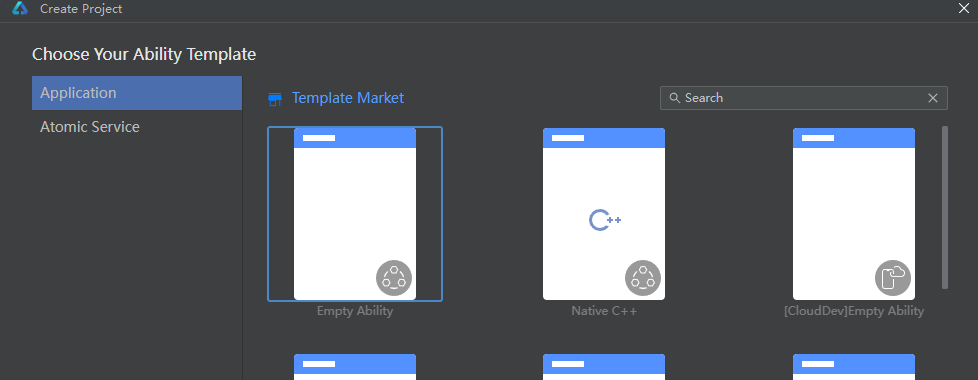 Create Project
Choose Your Ability Template
Application
Atomic Service
Template Market
Search
C++
Empty Ability
Native C++
[CloudDev]Empty Ability